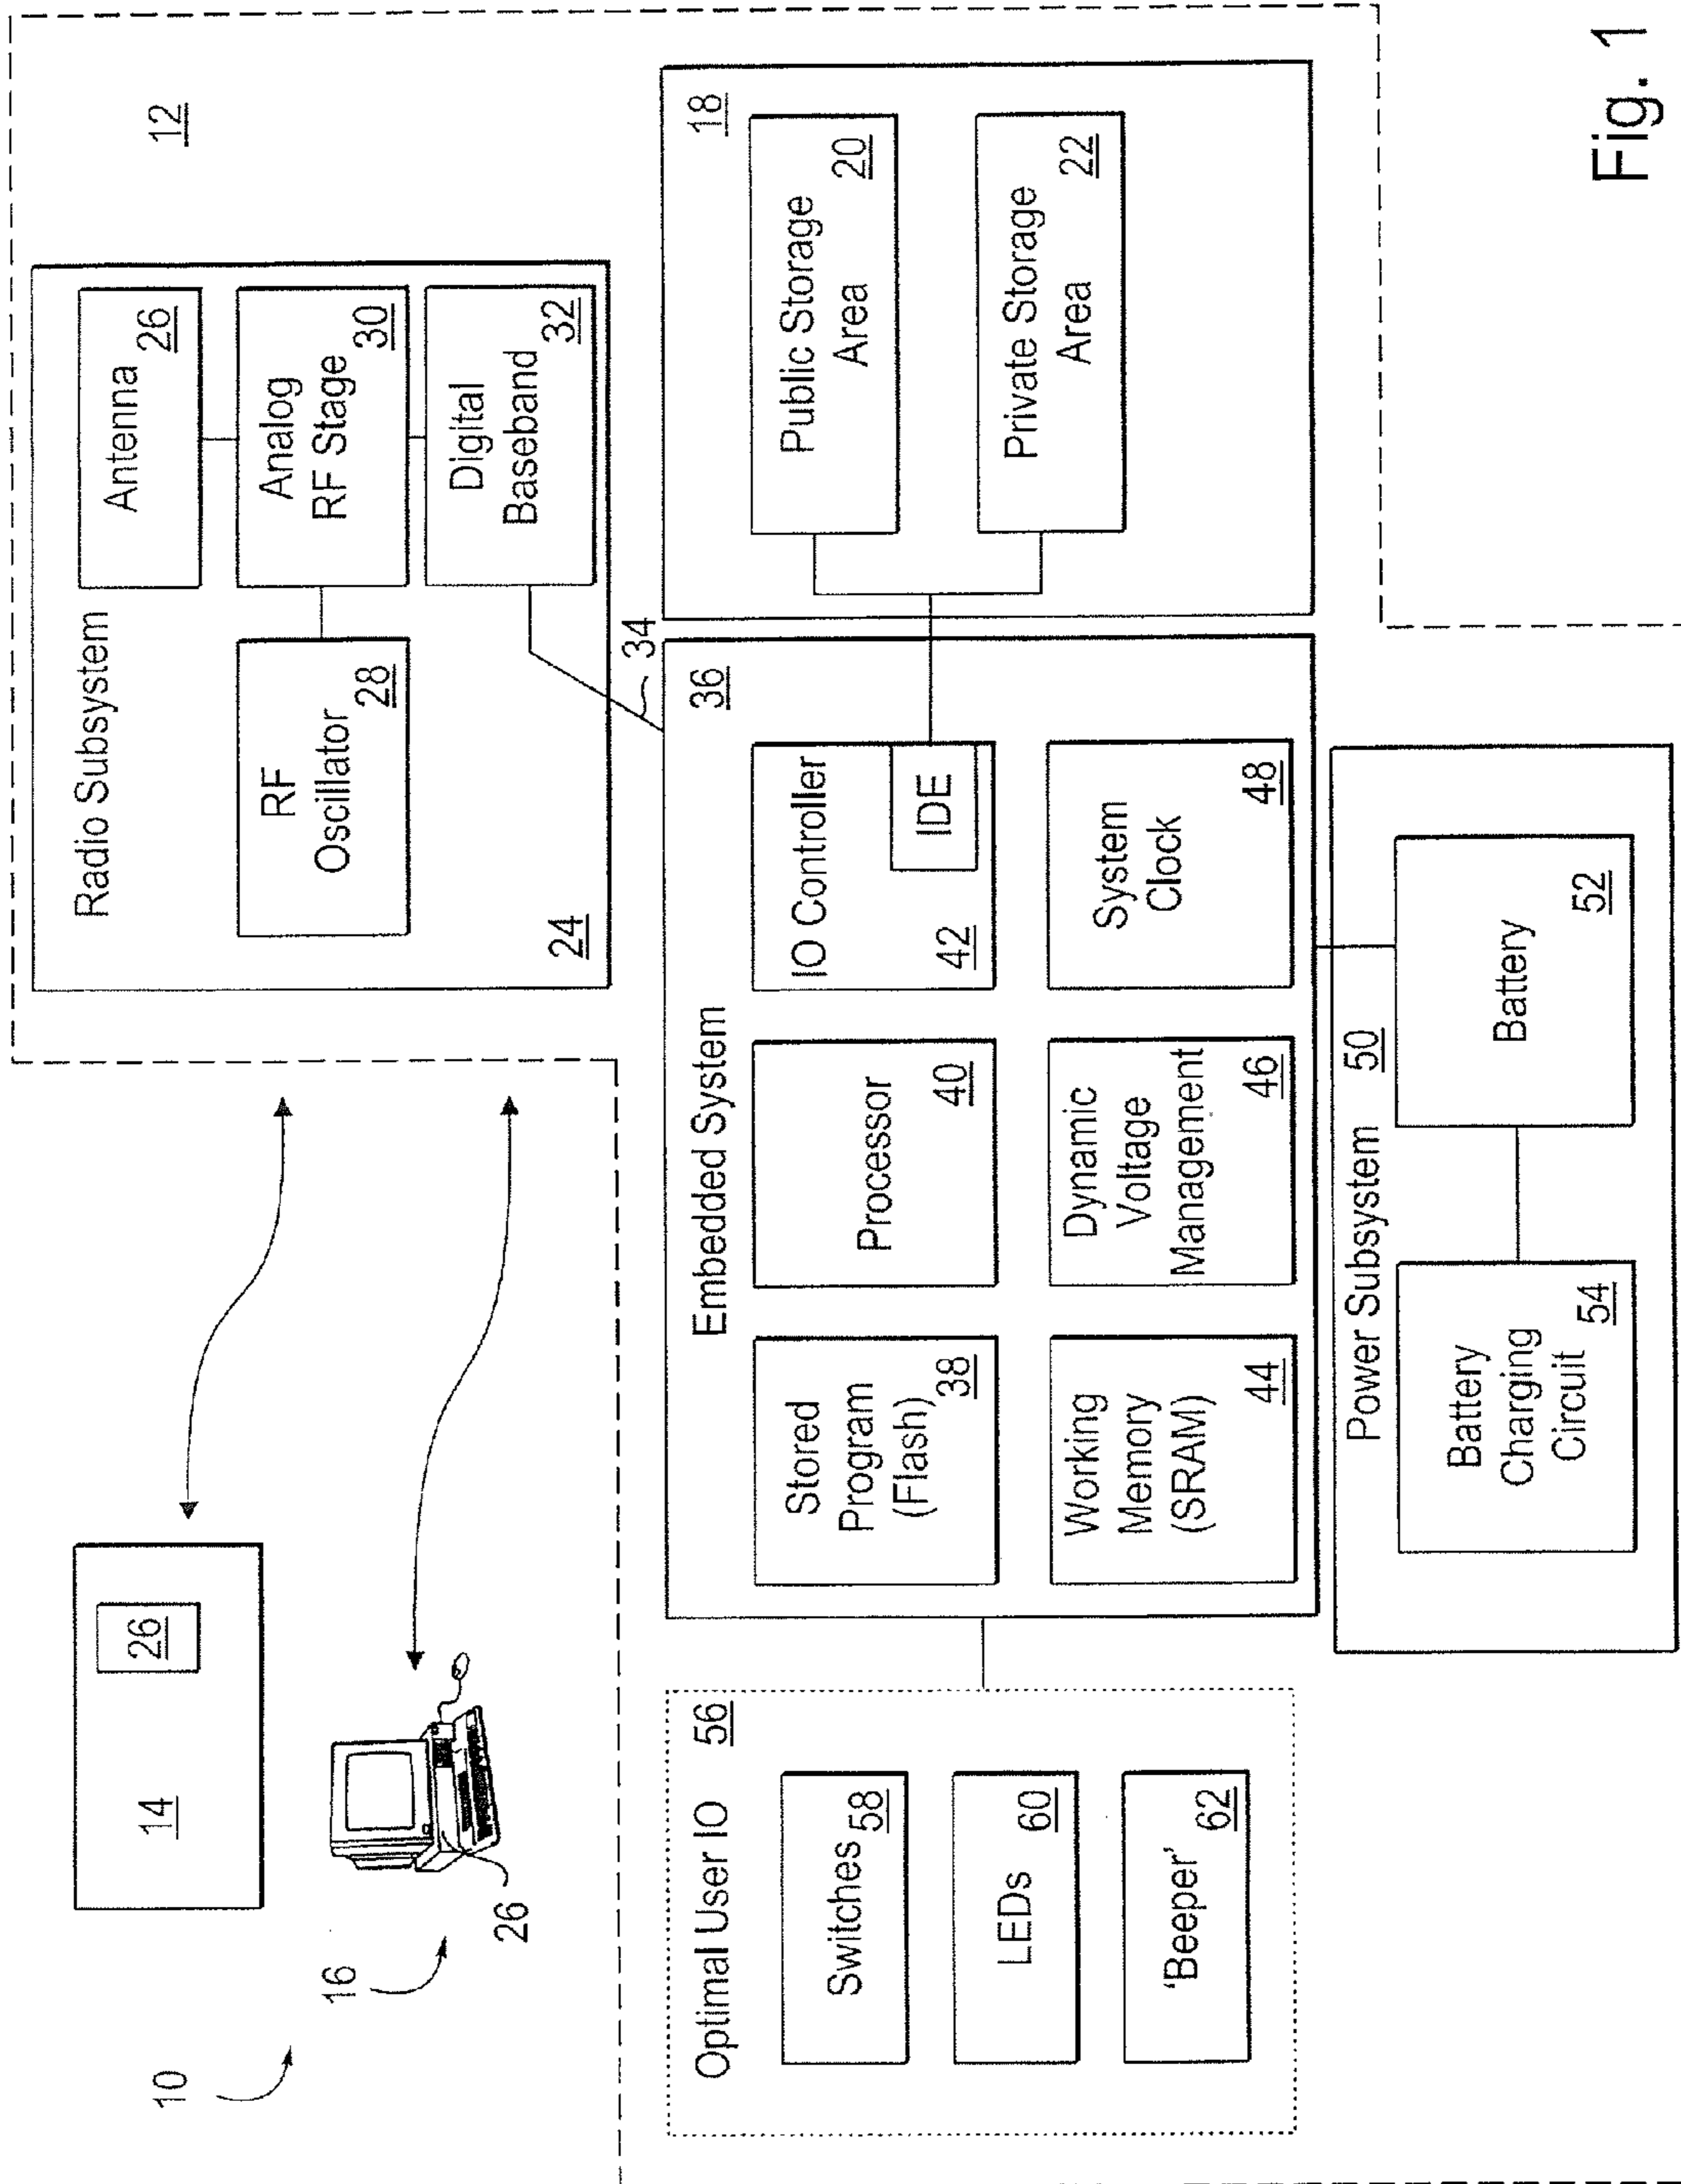 10
16
26
14
26
12
Radio Subsystem
24
RF
Oscillator
28
Antenna
26
Analog
RF Stage
30
Digital
Baseband
32
34
Optimal User IO
56
Switches
58
LEDs
60
'Beeper'
62
Embedded System
36
Stored
Program
(Flash)
38
Processor
40
IO Controller
42
IDE
Working
Memory
(SRAM)
44
Dynamic
Voltage
Management
46
System
Clock
48
18
Public Storage
Area
20
Private Storage
Area
22
Power Subsystem
50
Battery
Charging
Circuit
54
Battery
52
Fig. 1